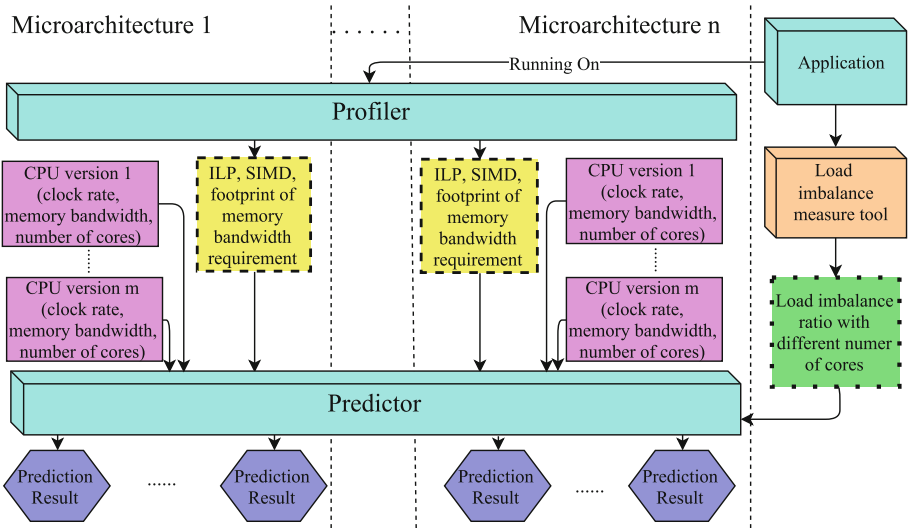 Microarchitecture 1
. . . . . .
Microarchitecture n
Running On
Application
Profiler
CPU version 1
(clock rate,
memory bandwidth,
number of cores)
ILP, SIMD,
footprint of
memory
bandwidth
requirement
ILP, SIMD,
footprint of
memory
bandwidth
requirement
CPU version 1
(clock rate,
memory bandwidth,
number of cores)
Load
imbalance
measure tool
CPU version m
(clock rate,
memory bandwidth,
number of cores)
CPU version m
(clock rate,
memory bandwidth,
number of cores)
Load imbalance
ratio with
different numer
of cores
Predictor
Prediction
Result
......
Prediction
Result
Prediction
Result
......
Prediction
Result